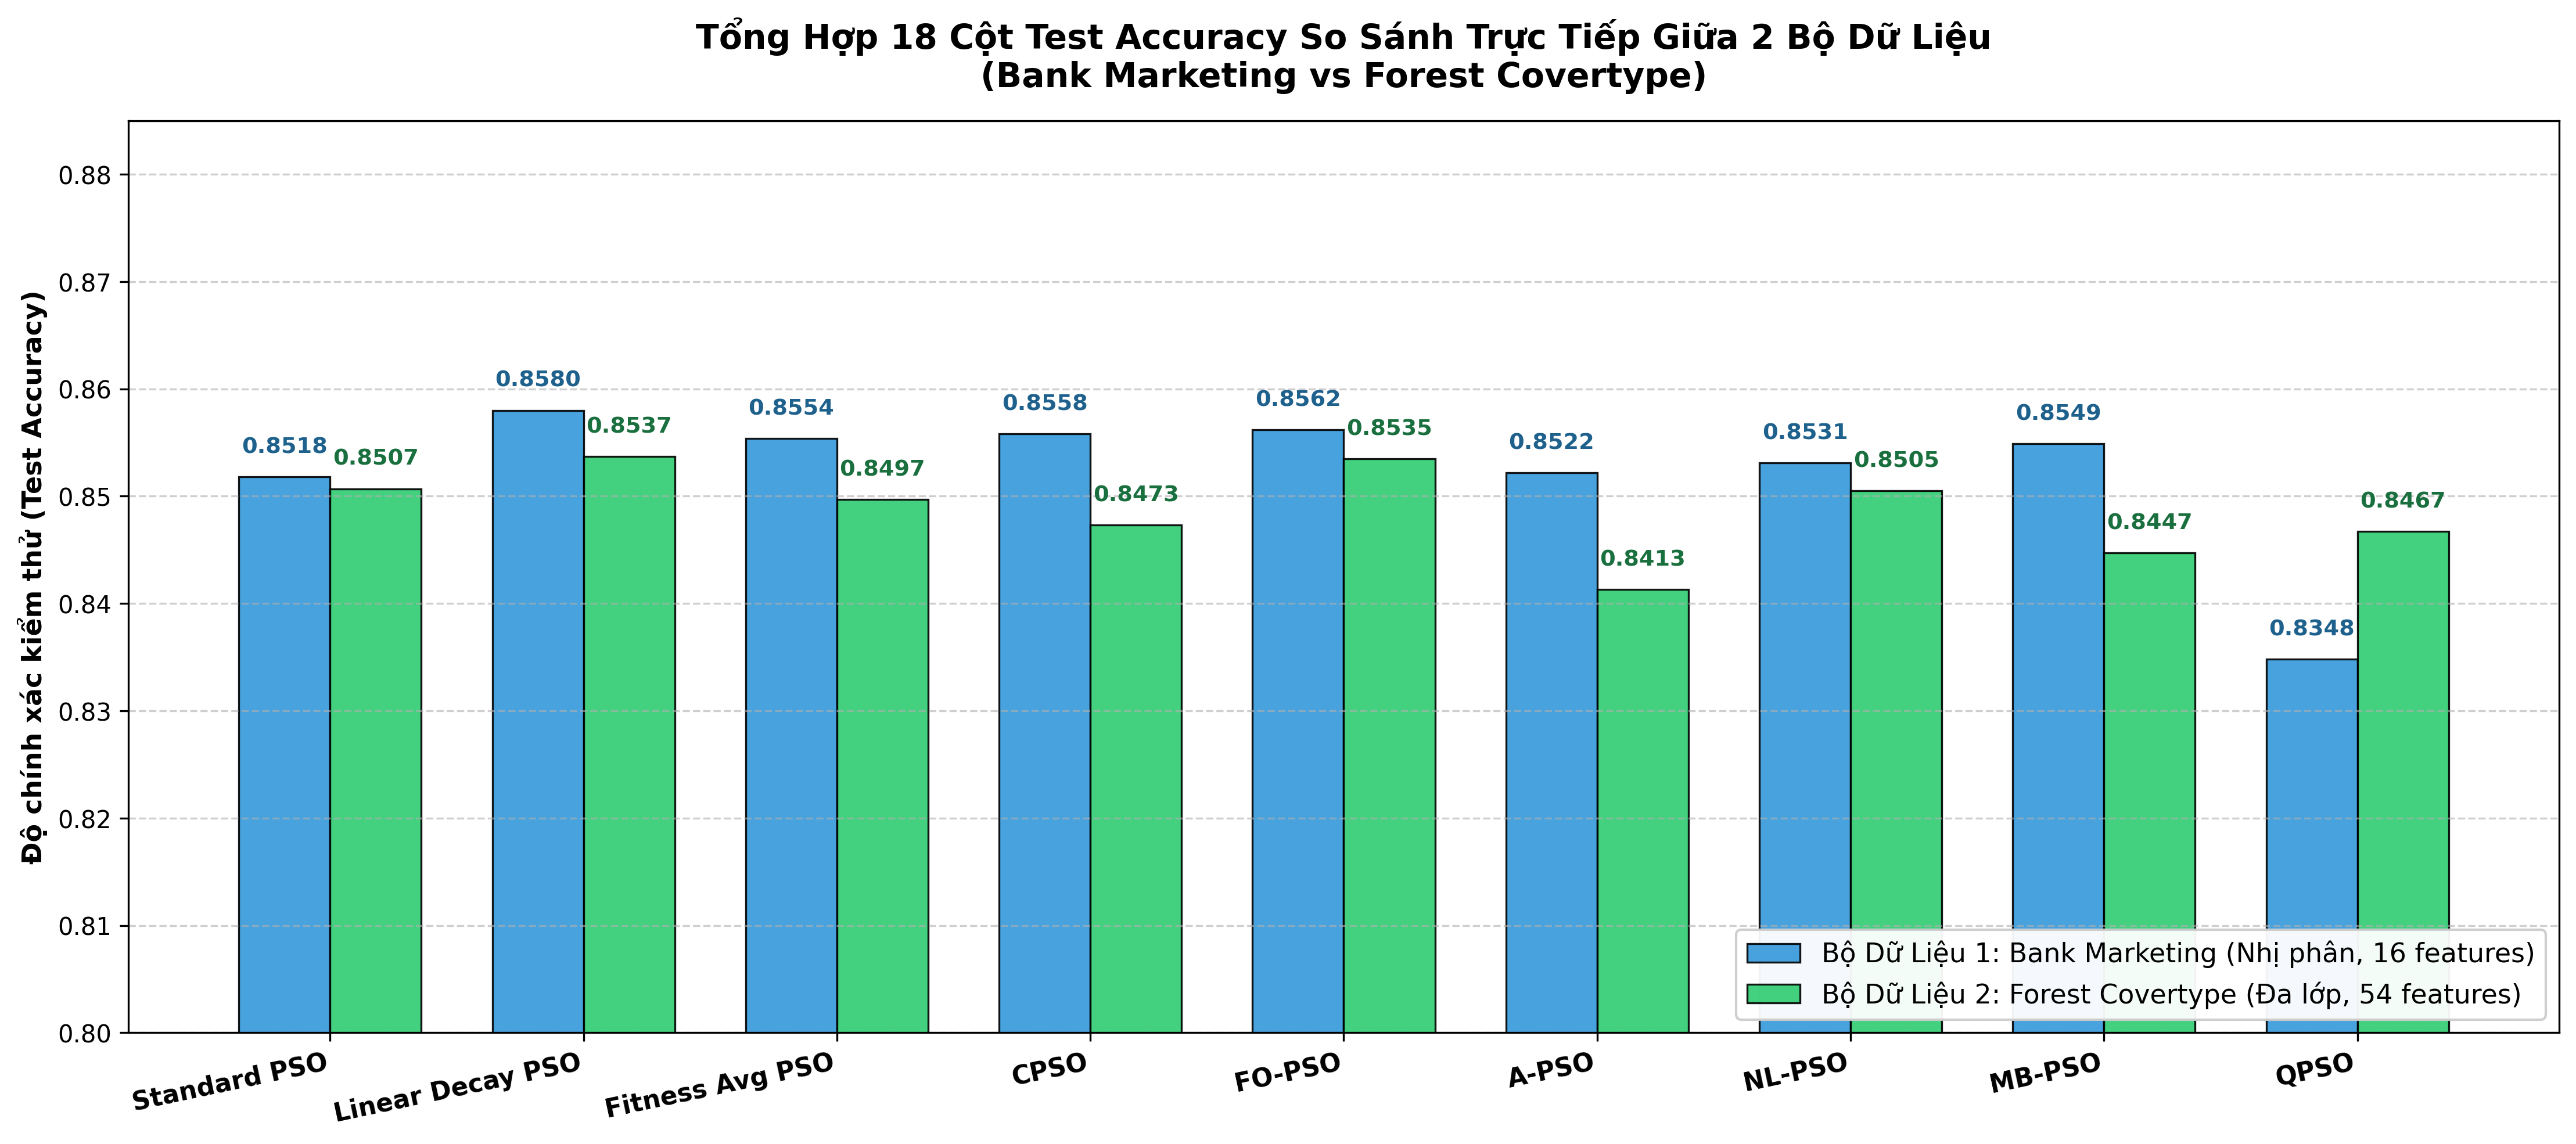 Tổng Hợp 18 Cột Test Accuracy So Sánh Trực Tiếp Giữa 2 Bộ Dữ Liệu
(Bank Marketing vs Forest Covertype)
Độ chính xác kiểm thử (Test Accuracy)
0.88
0.87
0.86
0.85
0.84
0.83
0.82
0.81
0.80
0.8518
0.8507
0.8580
0.8537
0.8554
0.8497
0.8558
0.8473
0.8562
0.8535
0.8522
0.8413
0.8531
0.8505
0.8549
0.8447
0.8348
0.8467
Bộ Dữ Liệu 1: Bank Marketing (Nhị phân, 16 features)
Bộ Dữ Liệu 2: Forest Covertype (Đa lớp, 54 features)
Standard PSO
Linear Decay PSO
Fitness Avg PSO
CPSO
FO-PSO
A-PSO
NL-PSO
MB-PSO
QPSO